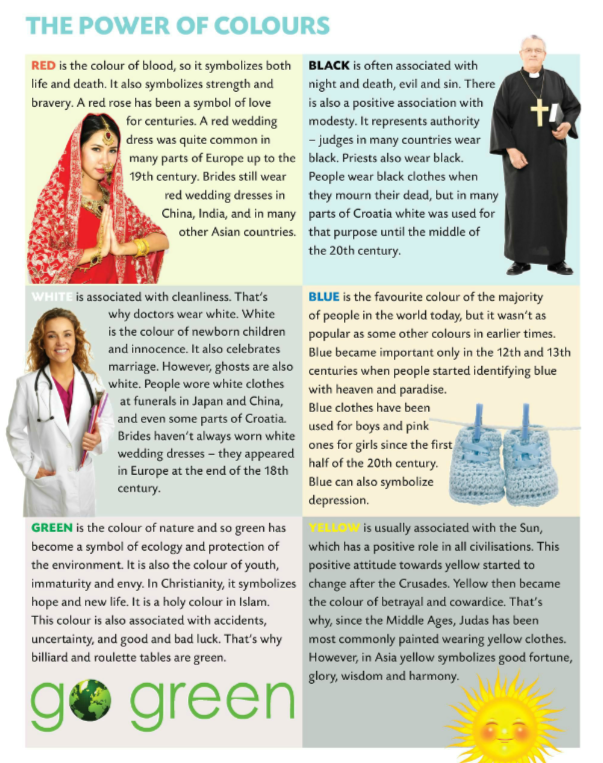 THE POWER OF COLOURS
RED is the colour of blood, so it symbolizes both
life and death. It also symbolizes strength and
bravery. A red rose has been a symbol of love
for centuries. A red wedding
dress was quite common in
many parts of Europe up to the
19th century. Brides still wear
red wedding dresses in
China, India, and in many
other Asian countries.
BLACK is often associated with
night and death, evil and sin. There
is also a positive association with
modesty. It represents authority
– judges in many countries wear
black. Priests also wear black.
People wear black clothes when
they mourn their dead, but in many
parts of Croatia white was used for
that purpose until the middle of
the 20th century.
WHITE is associated with cleanliness. That's
why doctors wear white. White
is the colour of newborn children
and innocence. It also celebrates
marriage. However, ghosts are also
white. People wore white clothes
at funerals in Japan and China,
and even some parts of Croatia.
Brides haven't always worn white
wedding dresses – they appeared
in Europe at the end of the 18th
century.
BLUE is the favourite colour of the majority
of people in the world today, but it wasn't as
popular as some other colours in earlier times.
Blue became important only in the 12th and 13th
centuries when people started identifying blue
with heaven and paradise.
Blue clothes have been
used for boys and pink
ones for girls since the first
half of the 20th century.
Blue can also symbolize
depression.
GREEN is the colour of nature and so green has
become a symbol of ecology and protection of
the environment. It is also the colour of youth,
immaturity and envy. In Christianity, it symbolizes
hope and new life. It is a holy colour in Islam.
This colour is also associated with accidents,
uncertainty, and good and bad luck. That's why
billiard and roulette tables are green.
go green
YELLOW is usually associated with the Sun,
which has a positive role in all civilisations. This
positive attitude towards yellow started to
change after the Crusades. Yellow then became
the colour of betrayal and cowardice. That's
why, since the Middle Ages, Judas has been
most commonly painted wearing yellow clothes.
However, in Asia yellow symbolizes good fortune,
glory, wisdom and harmony.